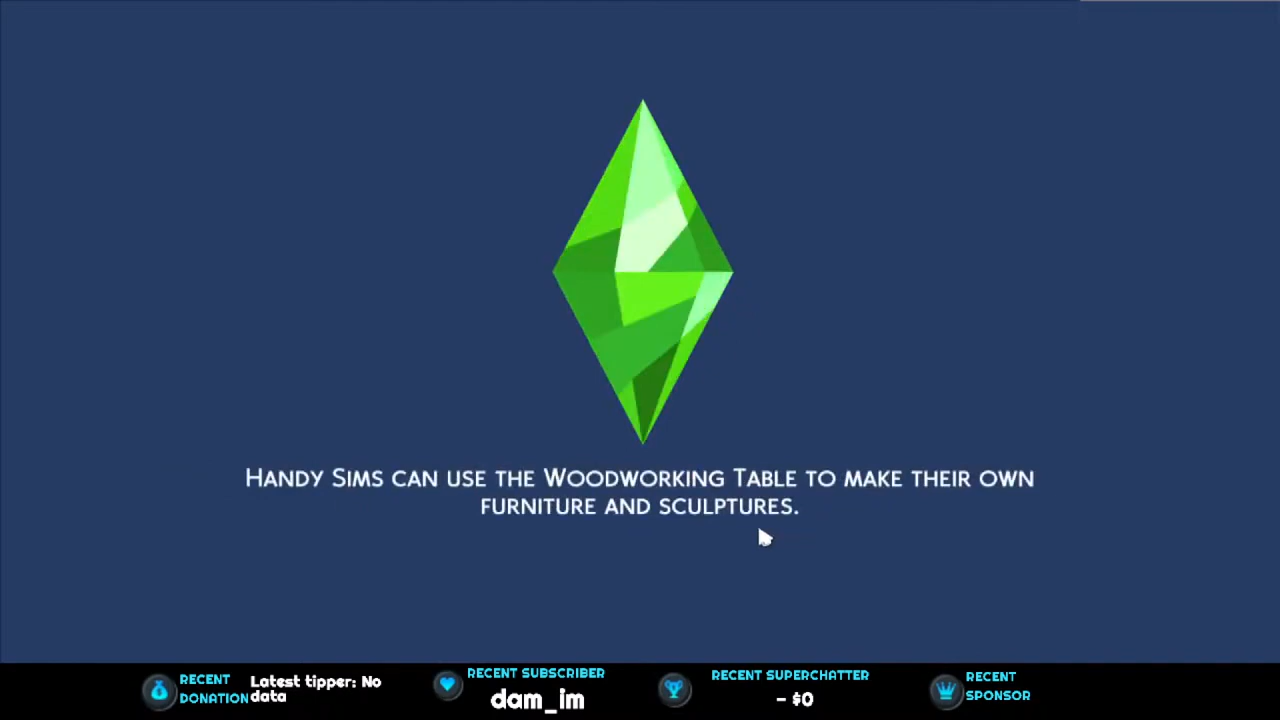 HANDY SIMS CAN USE THE WOODWORKING TABLE TO MAKE THEIR OWN
FURNITURE AND SCULPTURES.
RECENT
DONATION
Latest tipper: No
data
RECENT SUBSCRIBER
dam_im
RECENT SUPERCHATTER
- $0
RECENT
SPONSOR